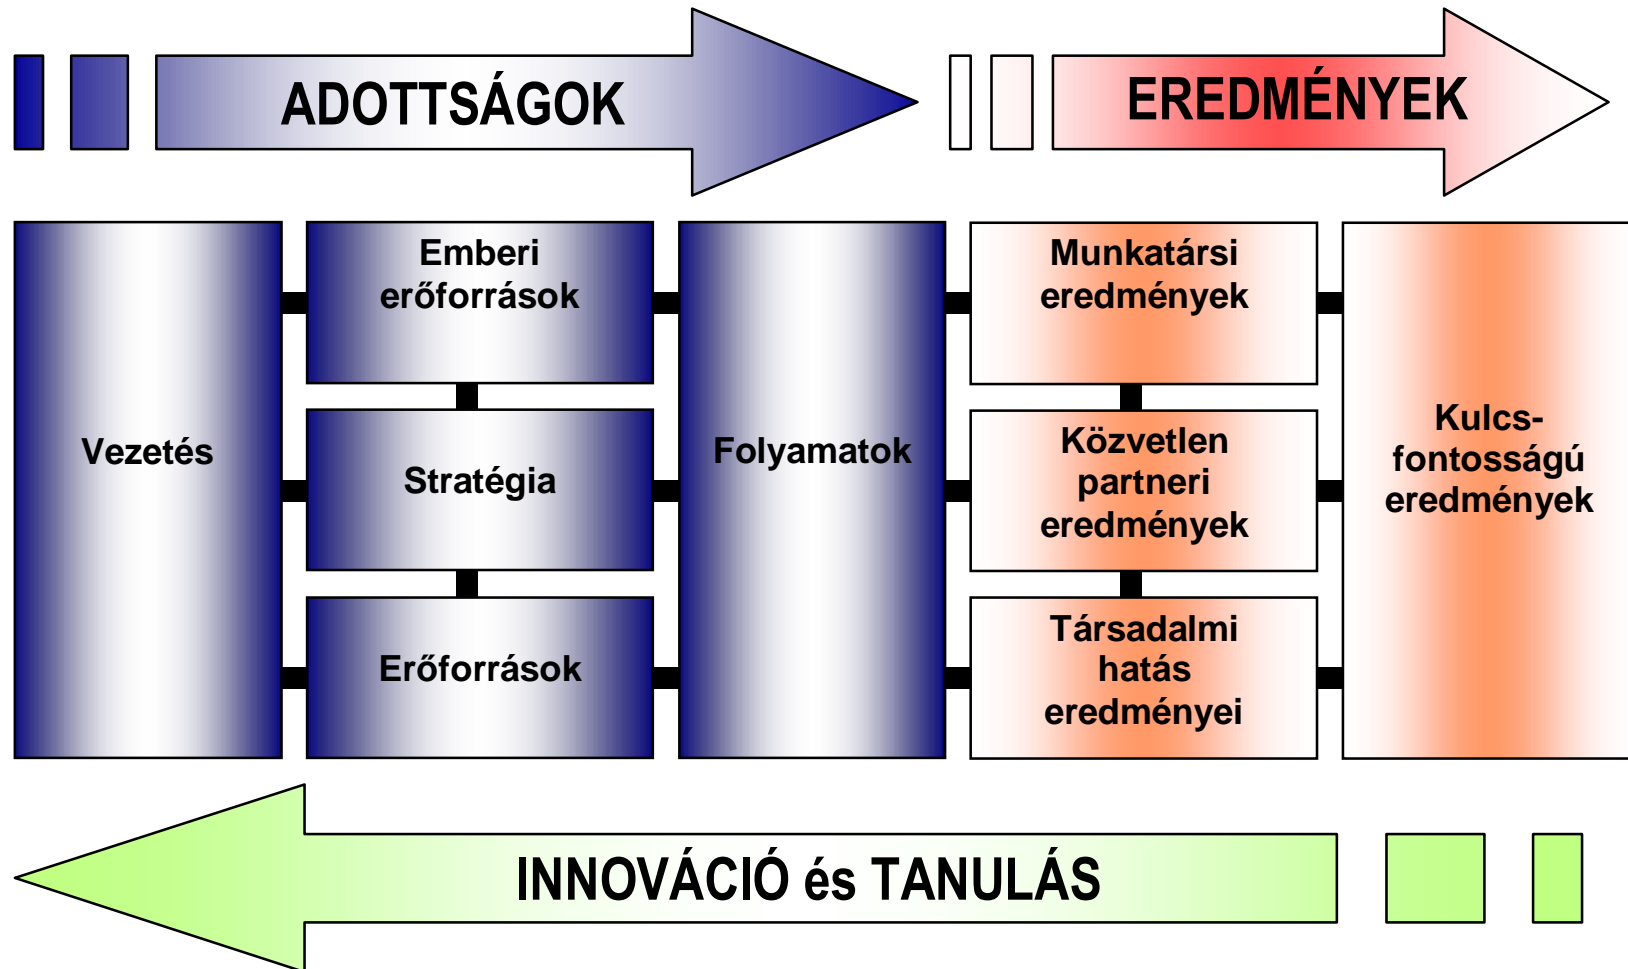 ADOTTSÁGOK
EREDMÉNYEK
Vezetés
Emberi
erőforrások
Stratégia
Erőforrások
Folyamatok
Munkatársi
eredmények
Közvetlen
partneri
eredmények
Társadalmi
hatás
eredményei
Kulcs-
fontosságú
eredmények
INNOVÁCIÓ és TANULÁS